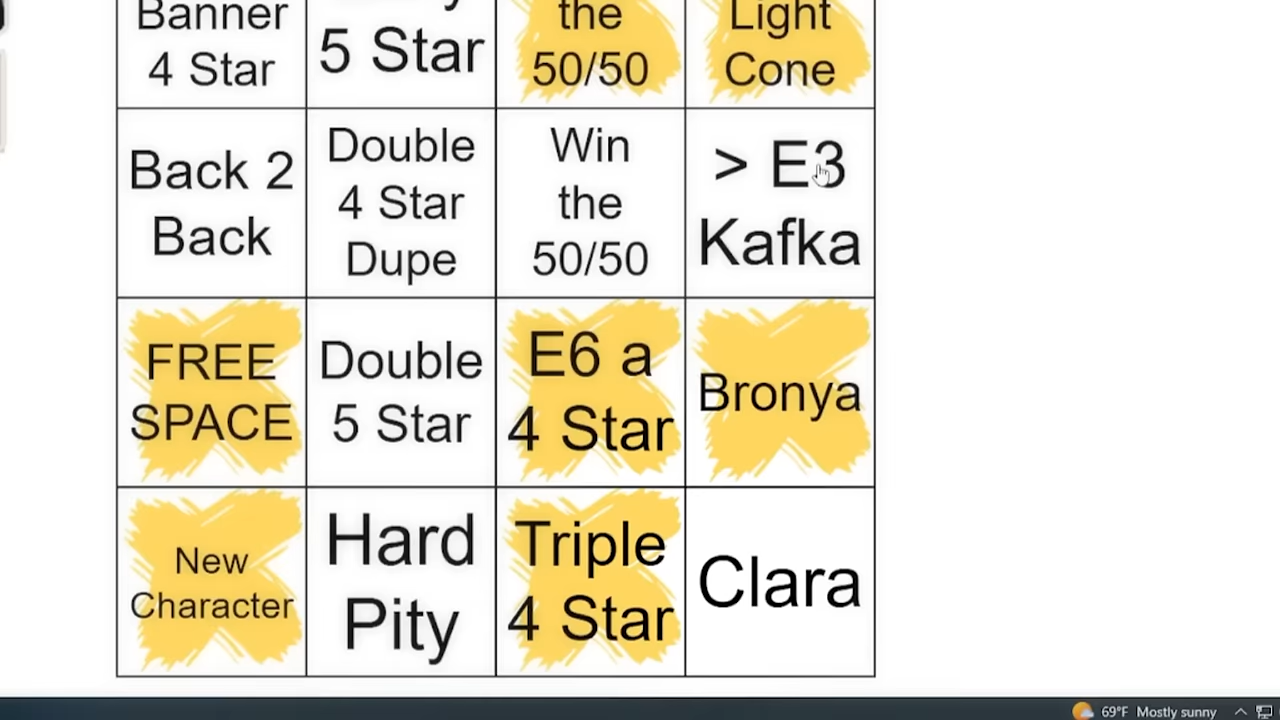 Banner
4 Star
5 Star
the
50/50
Light
Cone
Back 2
Back
Double
4 Star
Dupe
Win
the
50/50
> E3
Kafka
FREE
SPACE
Double
5 Star
E6 a
4 Star
Bronya
New
Character
Hard
Pity
Triple
4 Star
Clara
69°F Mostly sunny